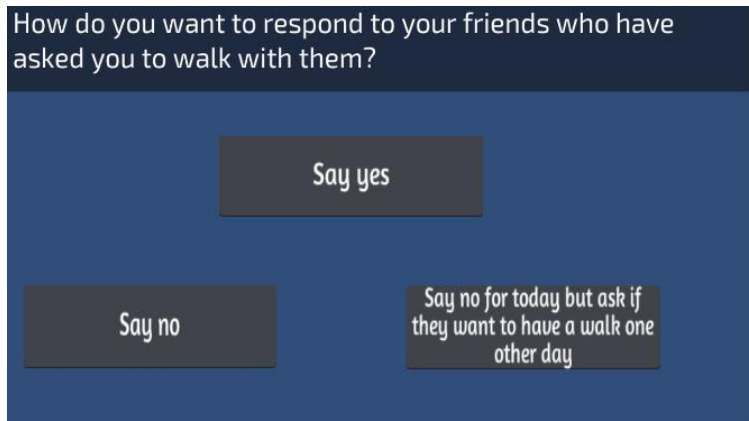 How do you want to respond to your friends who have
asked you to walk with them?
Say yes
Say no
Say no for today but ask if
they want to have a walk one
other day